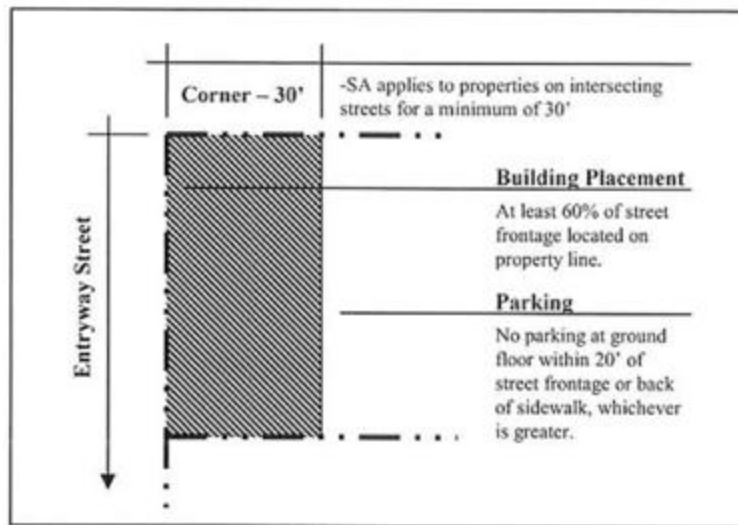 Corner – 30'
-SA applies to properties on intersecting
streets for a minimum of 30'
Entryway Street
Building Placement
At least 60% of street
frontage located on
property line.
Parking
No parking at ground
floor within 20' of
street frontage or back
of sidewalk, whichever
is greater.